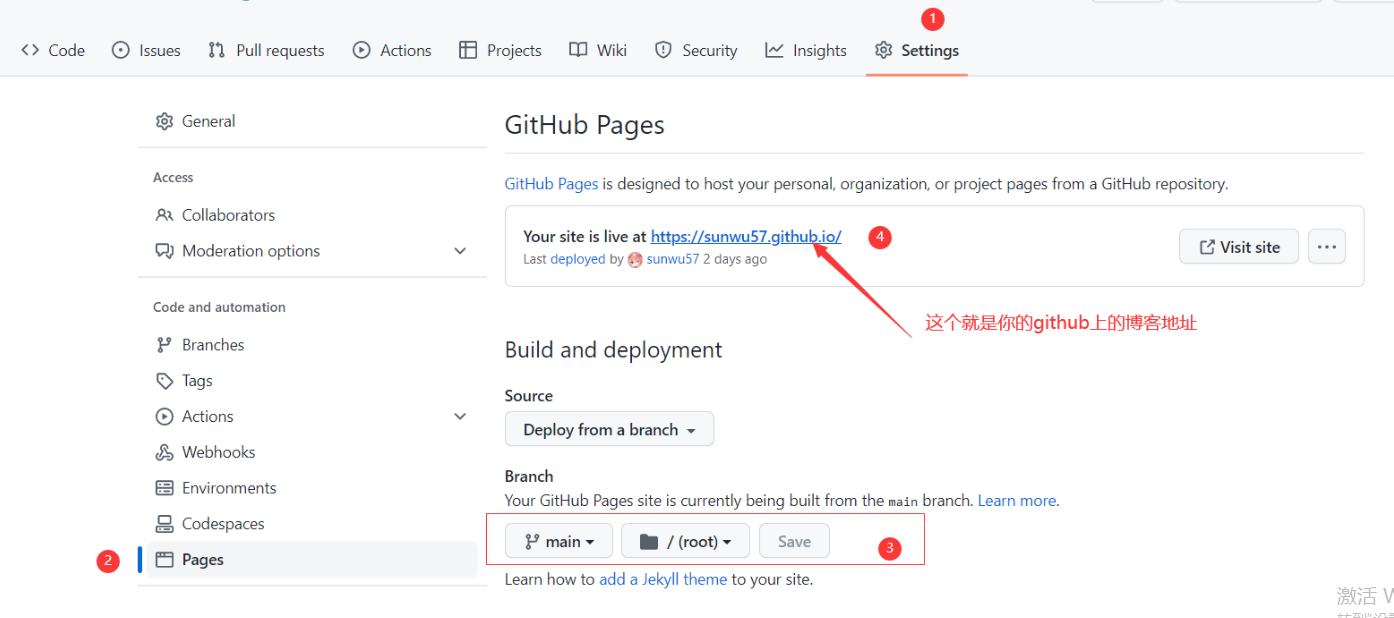 1
Code Issues Pull requests Actions Projects Wiki Security Insights Settings
General
Access
Collaborators
Moderation options
Code and automation
Branches
Tags
Actions
Webhooks
Environments
Codespaces
2 Pages
GitHub Pages
GitHub Pages is designed to host your personal, organization, or project pages from a GitHub repository.
Your site is live at https://sunwu57.github.io/ 4
Last deployed by sunwu57 2 days ago
Visit site
这个就是你的github上的博客地址
Build and deployment
Source
Deploy from a branch
Branch
Your GitHub Pages site is currently being built from the main branch. Learn more.
main / (root) Save 3
Learn how to add a Jekyll theme to your site.
激活